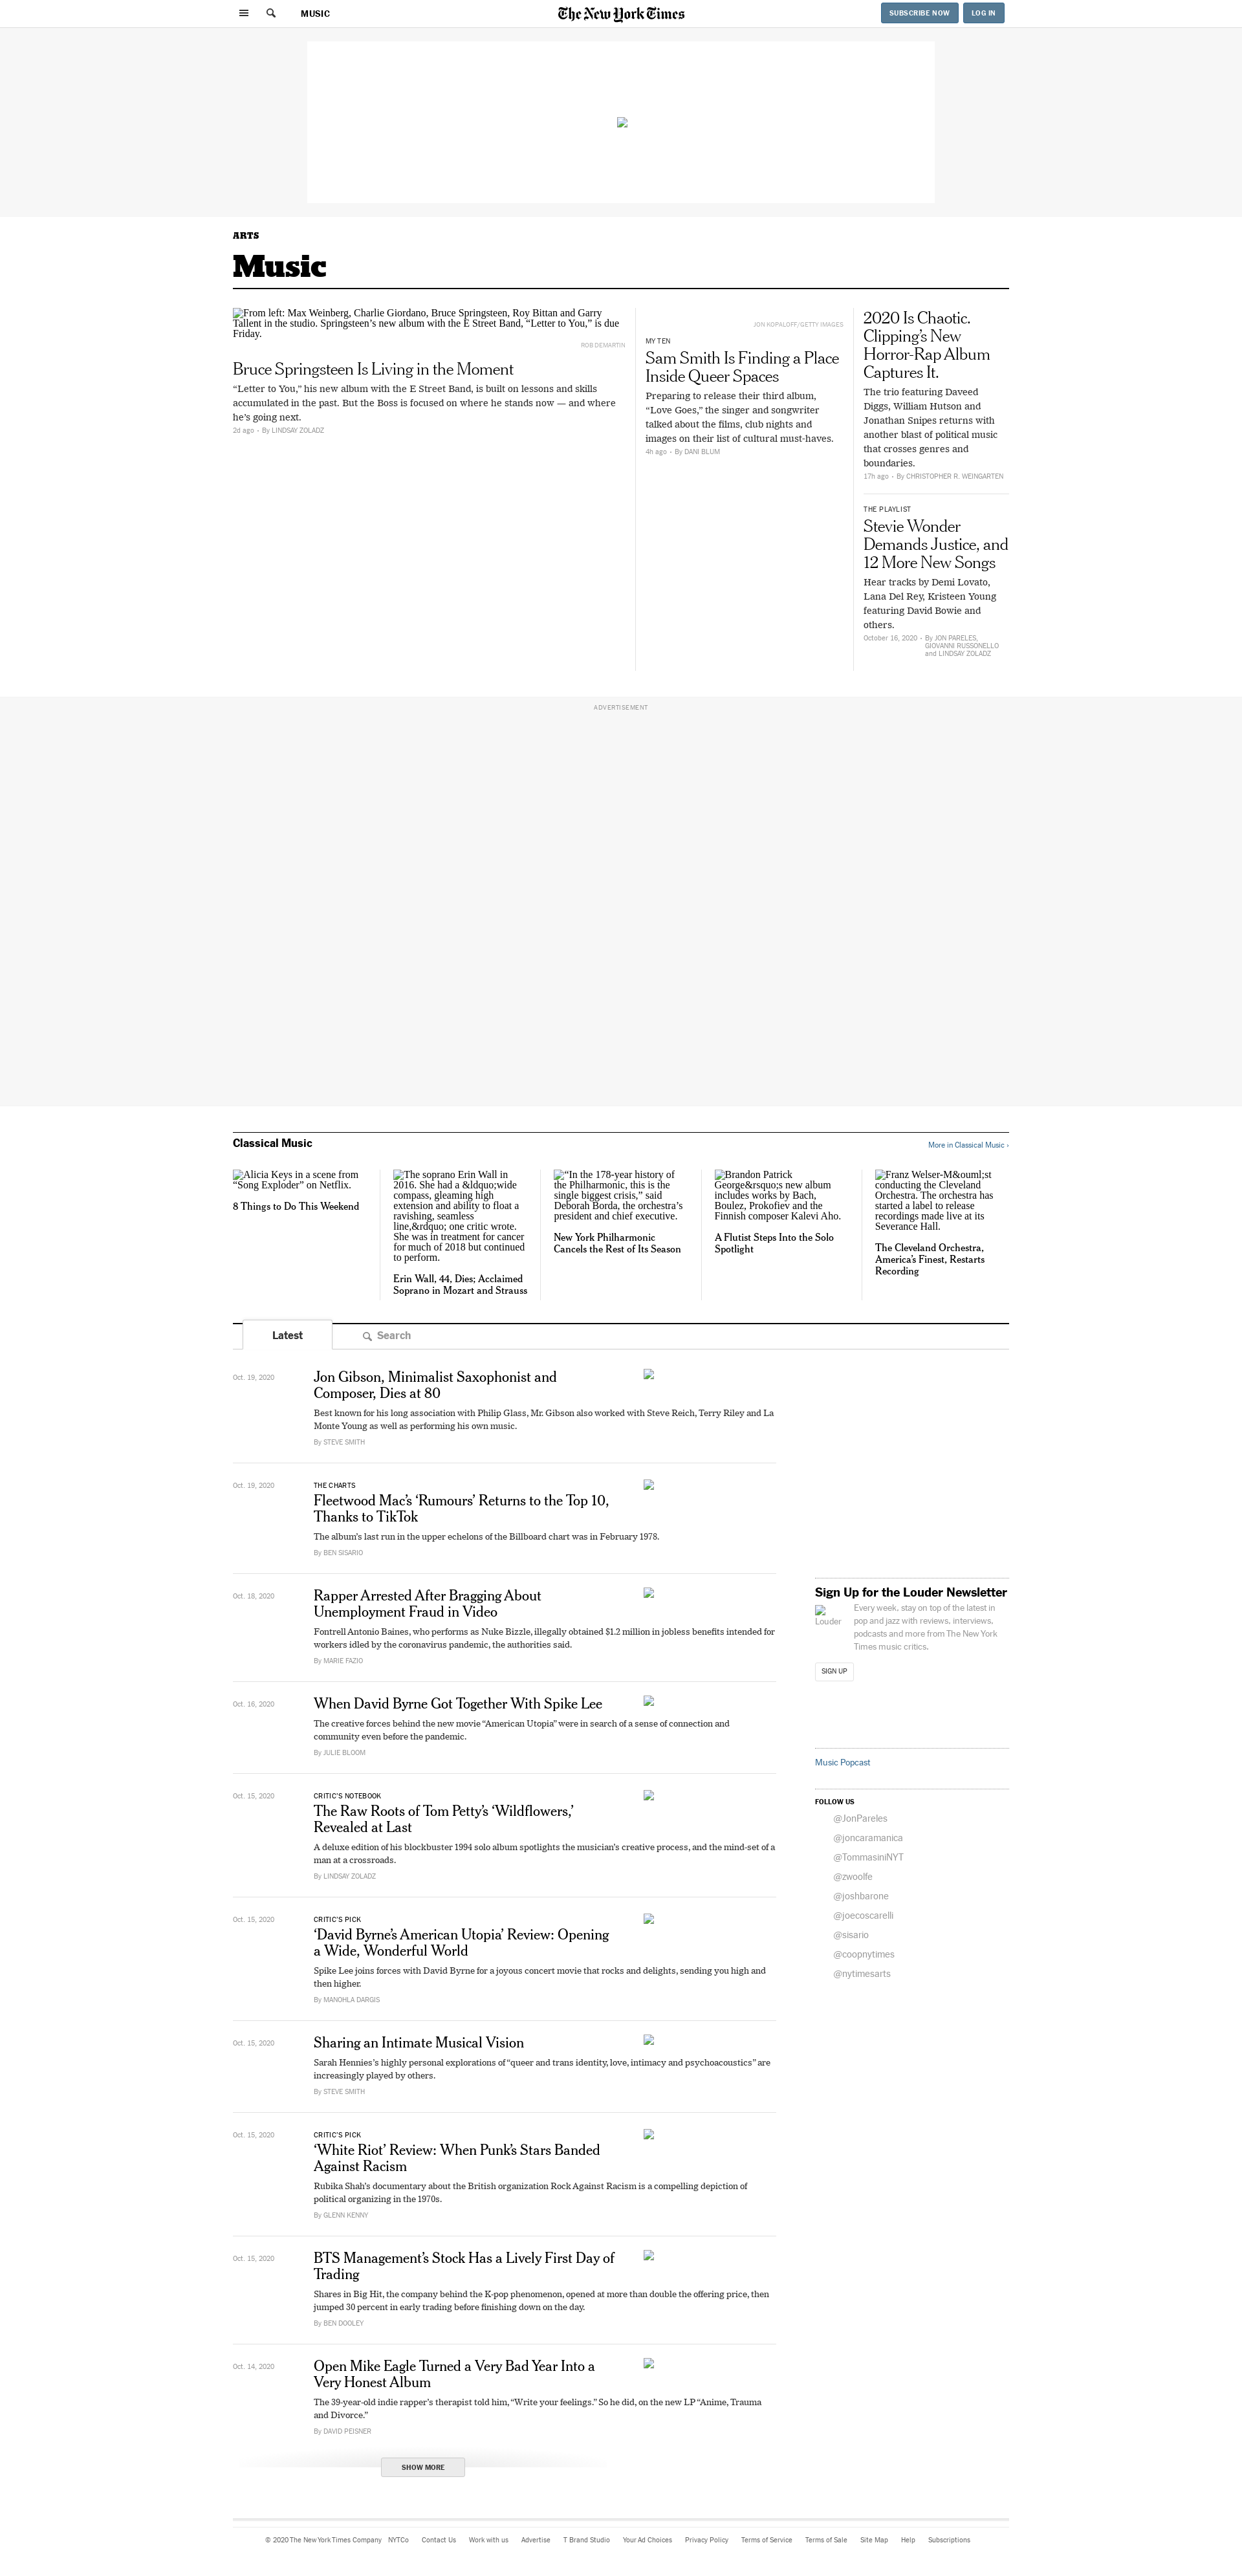 MUSIC
The New York Times
SUBSCRIBE NOW
LOG IN
ARTS
Music
From left: Max Weinberg, Charlie Giordano, Bruce Springsteen, Roy Bittan and Garry
Tallent in the studio. Springsteen’s new album with the E Street Band, “Letter to You,” is due
Friday.
ROB DEMARTIN
Bruce Springsteen Is Living in the Moment
“Letter to You,” his new album with the E Street Band, is built on lessons and skills
accumulated in the past. But the Boss is focused on where he stands now — and where
he’s going next.
2d ago - By LINDSAY ZOLADZ
JON KOPALOFF/GETTY IMAGES
MY TEN
Sam Smith Is Finding a Place
Inside Queer Spaces
Preparing to release their third album,
“Love Goes,” the singer and songwriter
talked about the films, club nights and
images on their list of cultural must-haves.
4h ago - By DANI BLUM
2020 Is Chaotic.
Clipping’s New
Horror-Rap Album
Captures It.
The trio featuring Daveed
Diggs, William Hutson and
Jonathan Snipes returns with
another blast of political music
that crosses genres and
boundaries.
17h ago - By CHRISTOPHER R. WEINGARTEN
THE PLAYLIST
Stevie Wonder
Demands Justice, and
12 More New Songs
Hear tracks by Demi Lovato,
Lana Del Rey, Kristeen Young
featuring David Bowie and
others.
October 16, 2020 - By JON PARELES,
GIOVANNI RUSSONELLO
and LINDSAY ZOLADZ
ADVERTISEMENT
Classical Music
More in Classical Music ›
Alicia Keys in a scene from
“Song Exploder” on Netflix.
8 Things to Do This Weekend
The soprano Erin Wall in
2016. She had a &ldquo;wide
compass, gleaming high
extension and ability to float a
ravishing, seamless
line,&rdquo; one critic wrote.
She was in treatment for cancer
for much of 2018 but continued
to perform.
Erin Wall, 44, Dies; Acclaimed
Soprano in Mozart and Strauss
“In the 178-year history of
the Philharmonic, this is the
single biggest crisis,” said
Deborah Borda, the orchestra’s
president and chief executive.
New York Philharmonic
Cancels the Rest of Its Season
Brandon Patrick
George&rsquo;s new album
includes works by Bach,
Boulez, Prokofiev and the
Finnish composer Kalevi Aho.
A Flutist Steps Into the Solo
Spotlight
Franz Welser-M&ouml;st
conducting the Cleveland
Orchestra. The orchestra has
started a label to release
recordings made live at its
Severance Hall.
The Cleveland Orchestra,
America’s Finest, Restarts
Recording
Latest
Search
Oct. 19, 2020
Jon Gibson, Minimalist Saxophonist and
Composer, Dies at 80
Best known for his long association with Philip Glass, Mr. Gibson also worked with Steve Reich, Terry Riley and La
Monte Young as well as performing his own music.
By STEVE SMITH
Oct. 19, 2020
THE CHARTS
Fleetwood Mac’s ‘Rumours’ Returns to the Top 10,
Thanks to TikTok
The album’s last run in the upper echelons of the Billboard chart was in February 1978.
By BEN SISARIO
Oct. 18, 2020
Rapper Arrested After Bragging About
Unemployment Fraud in Video
Fontrell Antonio Baines, who performs as Nuke Bizzle, illegally obtained $1.2 million in jobless benefits intended for
workers idled by the coronavirus pandemic, the authorities said.
By MARIE FAZIO
Oct. 16, 2020
When David Byrne Got Together With Spike Lee
The creative forces behind the new movie “American Utopia” were in search of a sense of connection and
community even before the pandemic.
By JULIE BLOOM
Oct. 15, 2020
CRITIC’S NOTEBOOK
The Raw Roots of Tom Petty’s ‘Wildflowers,’
Revealed at Last
A deluxe edition of his blockbuster 1994 solo album spotlights the musician’s creative process, and the mind-set of a
man at a crossroads.
By LINDSAY ZOLADZ
Oct. 15, 2020
CRITIC’S PICK
‘David Byrne’s American Utopia’ Review: Opening
a Wide, Wonderful World
Spike Lee joins forces with David Byrne for a joyous concert movie that rocks and delights, sending you high and
then higher.
By MANOHLA DARGIS
Oct. 15, 2020
Sharing an Intimate Musical Vision
Sarah Hennies’s highly personal explorations of “queer and trans identity, love, intimacy and psychoacoustics” are
increasingly played by others.
By STEVE SMITH
Oct. 15, 2020
CRITIC’S PICK
‘White Riot’ Review: When Punk’s Stars Banded
Against Racism
Rubika Shah’s documentary about the British organization Rock Against Racism is a compelling depiction of
political organizing in the 1970s.
By GLENN KENNY
Oct. 15, 2020
BTS Management’s Stock Has a Lively First Day of
Trading
Shares in Big Hit, the company behind the K-pop phenomenon, opened at more than double the offering price, then
jumped 30 percent in early trading before finishing down on the day.
By BEN DOOLEY
Oct. 14, 2020
Open Mike Eagle Turned a Very Bad Year Into a
Very Honest Album
The 39-year-old indie rapper’s therapist told him, “Write your feelings.” So he did, on the new LP “Anime, Trauma
and Divorce.”
By DAVID PEISNER
SHOW MORE
Sign Up for the Louder Newsletter
Louder
Every week, stay on top of the latest in
pop and jazz with reviews, interviews,
podcasts and more from The New York
Times music critics.
SIGN UP
Music Popcast
FOLLOW US
@JonPareles
@joncaramanica
@TommasiniNYT
@zwoolfe
@joshbarone
@joecoscarelli
@sisario
@coopnytimes
@nytimesarts
© 2020 The New York Times Company NYTCo Contact Us Work with us Advertise T Brand Studio Your Ad Choices Privacy Policy Terms of Service Terms of Sale Site Map Help Subscriptions